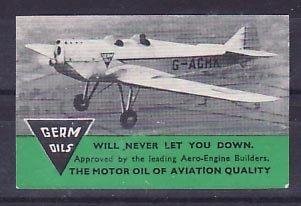 G-ACHK
GERM
OILS
WILL NEVER LET YOU DOWN.
Approved by the leading Aero-Engine Builders,
THE MOTOR OIL OF AVIATION QUALITY